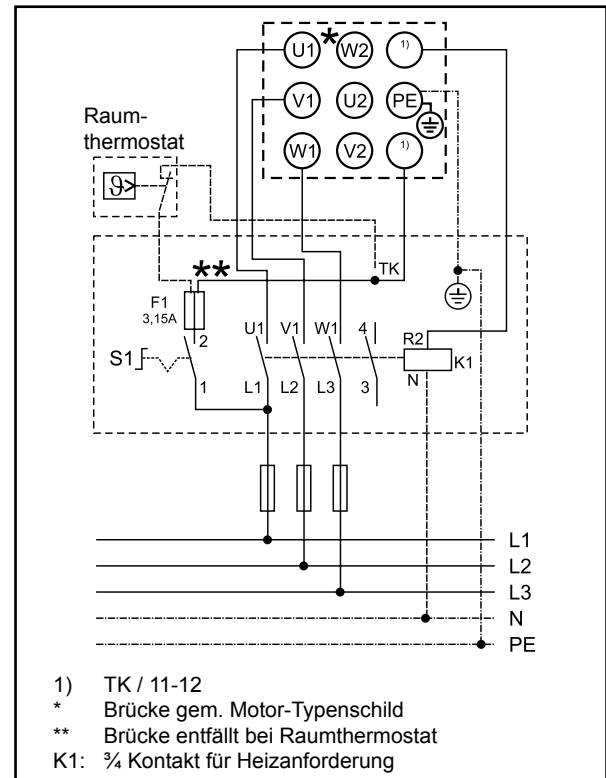 U1 * W2 1)
Raum-
thermostat
V1 U2 PE
W1 V2 1)
ϑ>
**
TK
F1
3,15A
2 U1 V1 W1 4 R2
S1 K1
1 L1 L2 L3 3 N
L1
L2
L3
N
PE
1) TK / 11-12
* Brücke gem. Motor-Typenschild
** Brücke entfällt bei Raumthermostat
K1: ¾ Kontakt für Heizanforderung